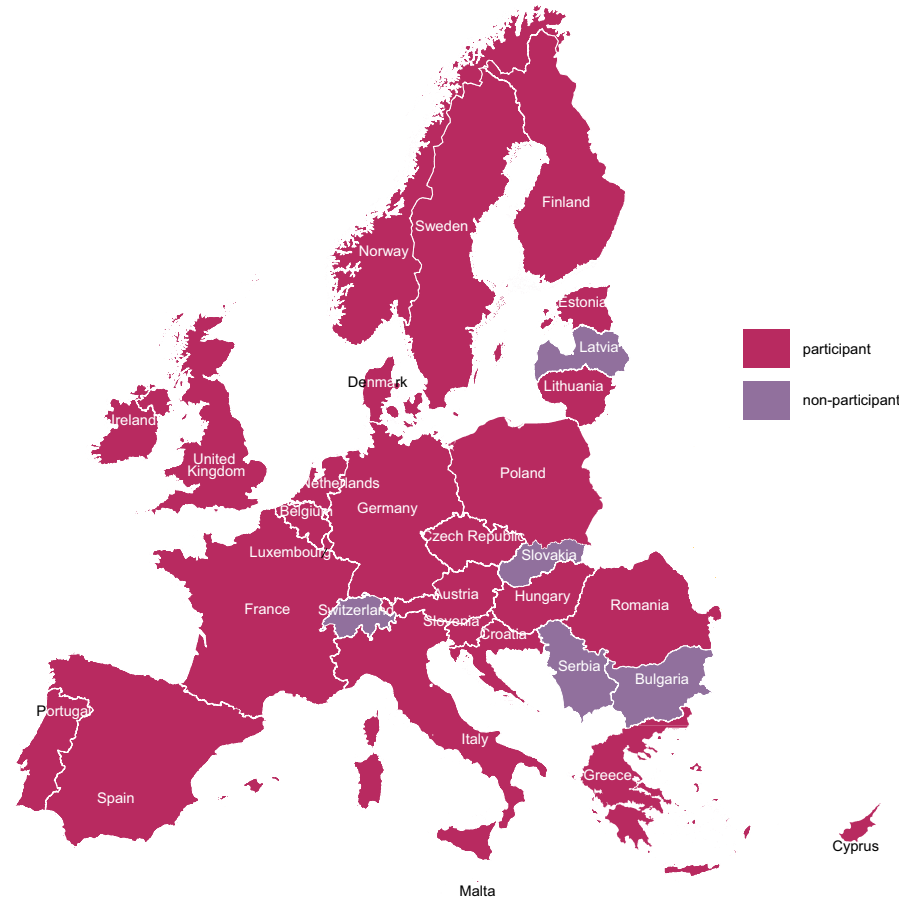 Finland
Sweden
Norway
Estonia
Latvia
participant
Denmark
Lithuania
non-participant
Ireland
United
Kingdom
Poland
Netherlands
Germany
Belgium
Czech Republic
Luxembourg
Slovakia
Austria
Hungary
France
Switzerland
Romania
Slovenia
Croatia
Serbia
Bulgaria
Portugal
Italy
Greece
Spain
Cyprus
Malta